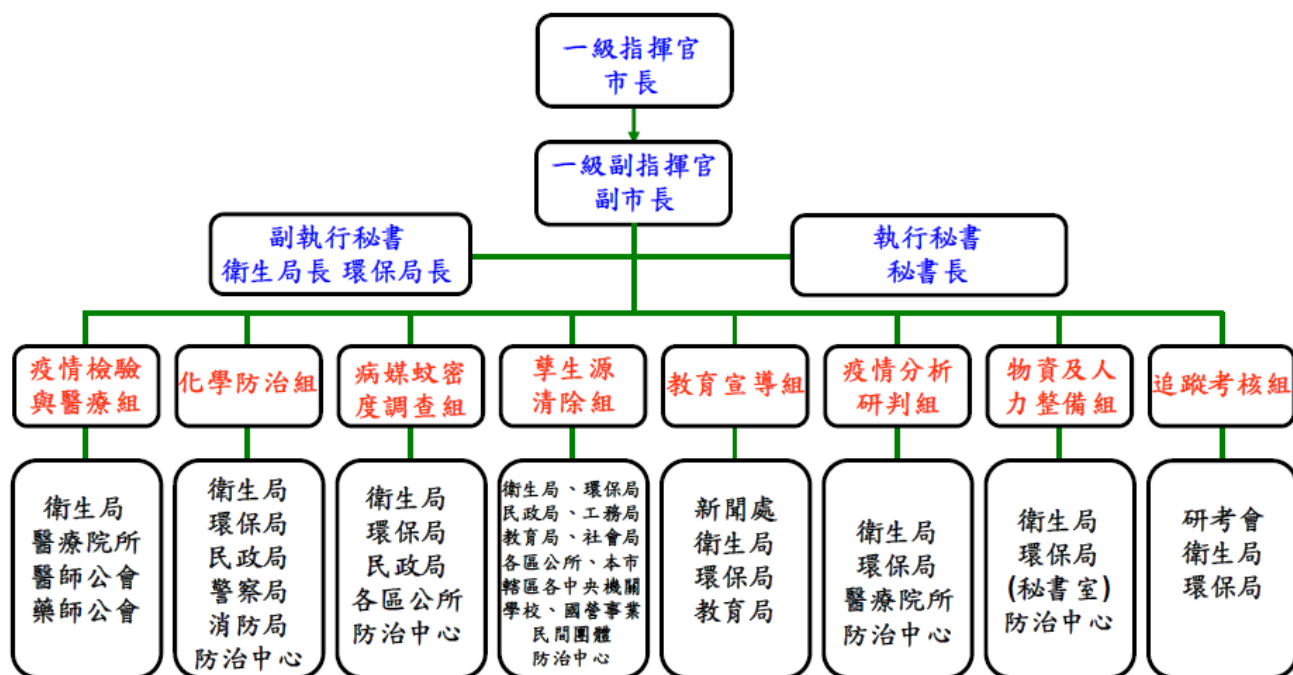 一級指揮官
市長
一級副指揮官
副市長
副執行秘書
衛生局長 環保局長
執行秘書
秘書長
疫情檢驗
與醫療組
化學防治組
病媒蚊密
度調查組
孳生源
清除組
教育宣導組
疫情分析
研判組
物資及人
力整備組
追蹤考核組
衛生局
醫療院所
醫師公會
藥師公會
衛生局
環保局
民政局
警察局
消防局
防治中心
衛生局
環保局
民政局
各區公所
防治中心
衛生局、環保局
民政局、工務局
教育局、社會局
各區公所、本市
轄區各中央機關
學校、國營事業
民間團體
防治中心
新聞處
衛生局
環保局
教育局
衛生局
環保局
醫療院所
防治中心
衛生局
環保局
(秘書室)
防治中心
研考會
衛生局
環保局